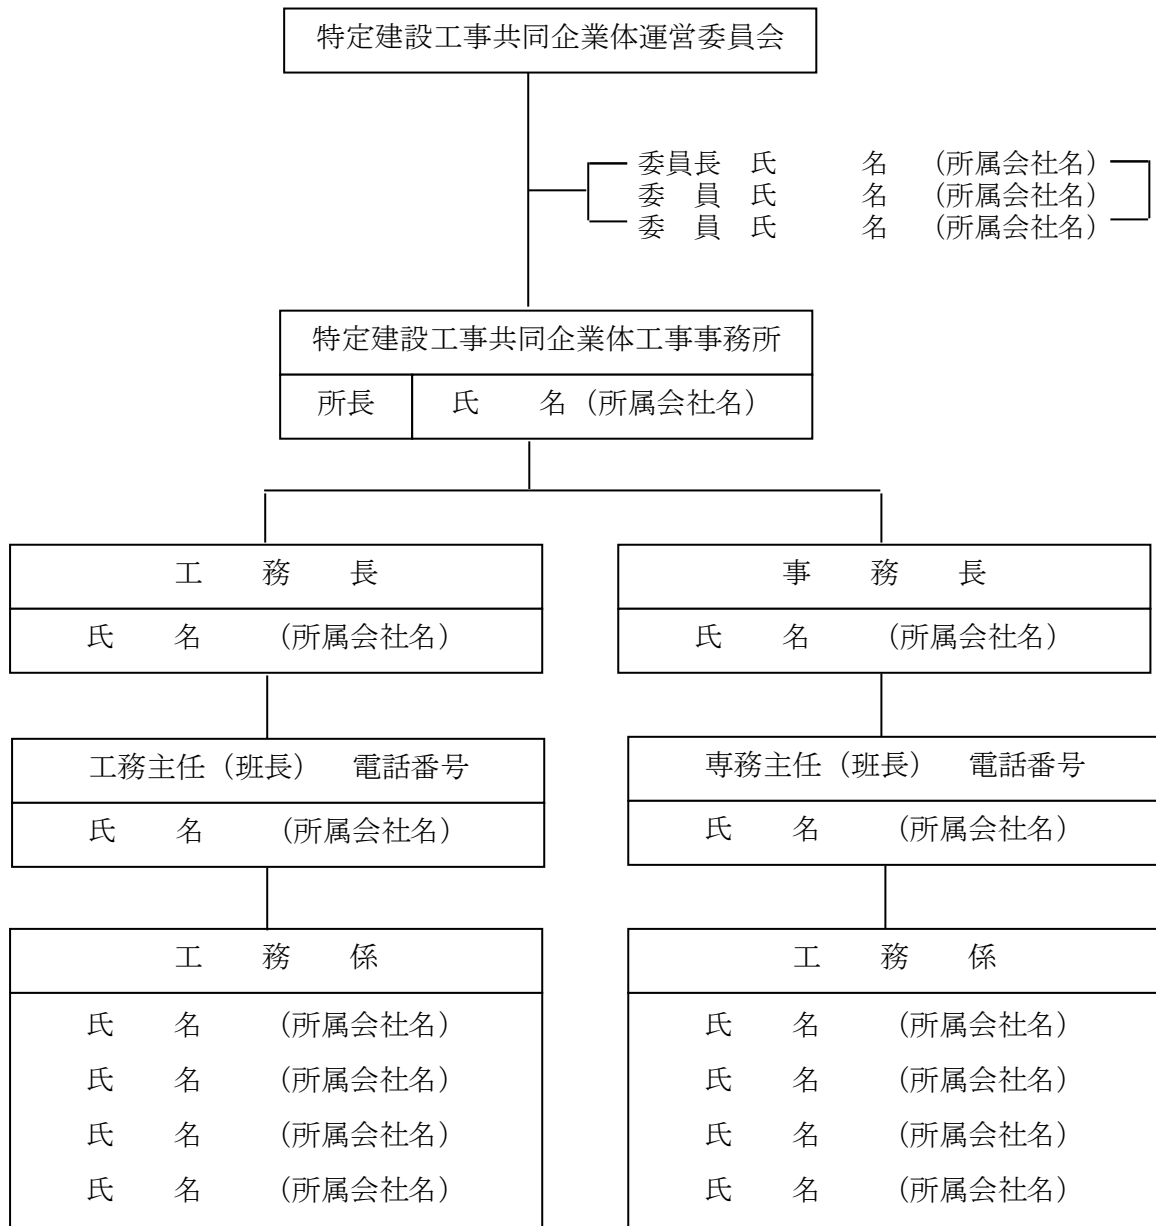 特定建設工事共同企業体運営委員会
委員長 氏 名 (所属会社名)
委 員 氏 名 (所属会社名)
委 員 氏 名 (所属会社名)
特定建設工事共同企業体工事事務所
所長 氏 名 (所属会社名)
工 務 長
氏 名 (所属会社名)
工務主任（班長） 電話番号
氏 名 (所属会社名)
工 務 係
氏 名 (所属会社名)
氏 名 (所属会社名)
氏 名 (所属会社名)
氏 名 (所属会社名)
事 務 長
氏 名 (所属会社名)
専務主任（班長） 電話番号
氏 名 (所属会社名)
工 務 係
氏 名 (所属会社名)
氏 名 (所属会社名)
氏 名 (所属会社名)
氏 名 (所属会社名)